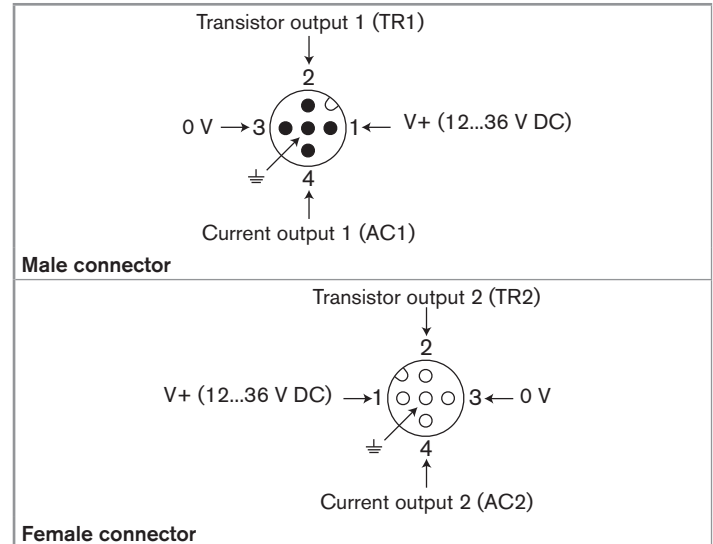 Transistor output 1 (TR1)
2
0 V 3 1 V+ (12...36 V DC)
4
Current output 1 (AC1)
Male connector
Transistor output 2 (TR2)
2
V+ (12...36 V DC) 1 3 0 V
4
Current output 2 (AC2)
Female connector